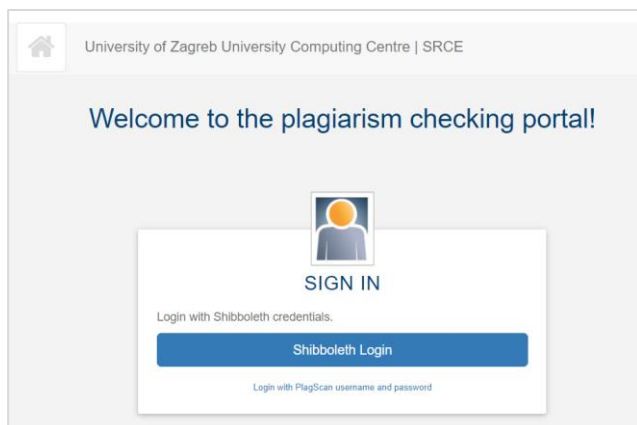 University of Zagreb University Computing Centre | SRCE
Welcome to the plagiarism checking portal!
SIGN IN
Login with Shibboleth credentials.
Shibboleth Login
Login with PlagScan username and password